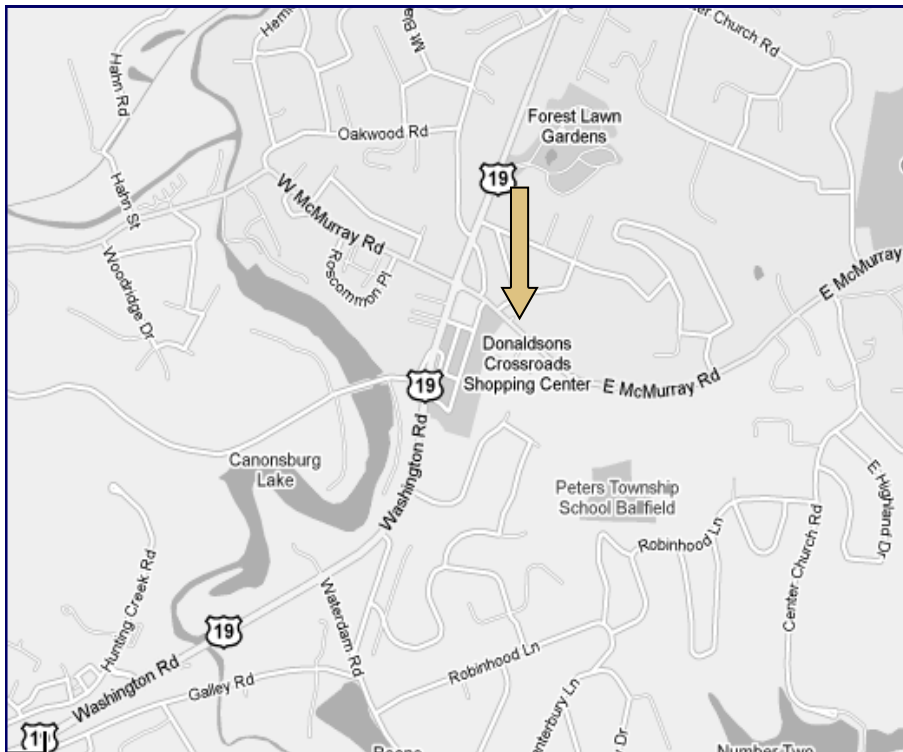 Hahn Rd
Oakwood Rd
Forest Lawn
Gardens
19
Hahn St
W McMurray Rd
Roscommon Pl
Woodridge Dr
E McMurray
Donaldsons
Crossroads
Shopping Center
19
E McMurray Rd
Canonsburg
Lake
Washington Rd
Peters Township
School Ballfield
E Highland Dr
Robinhood Ln
Center Church Rd
Hunting Creek Rd
Waterdam Rd
19
Robinhood Ln
Galley Rd
Washington Rd
Number Two